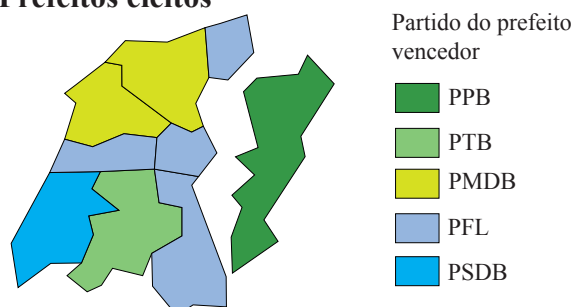 Prefeitos eleitos
Partido do prefeito
vencedor
PPB
PTB
PMDB
PFL
PSDB